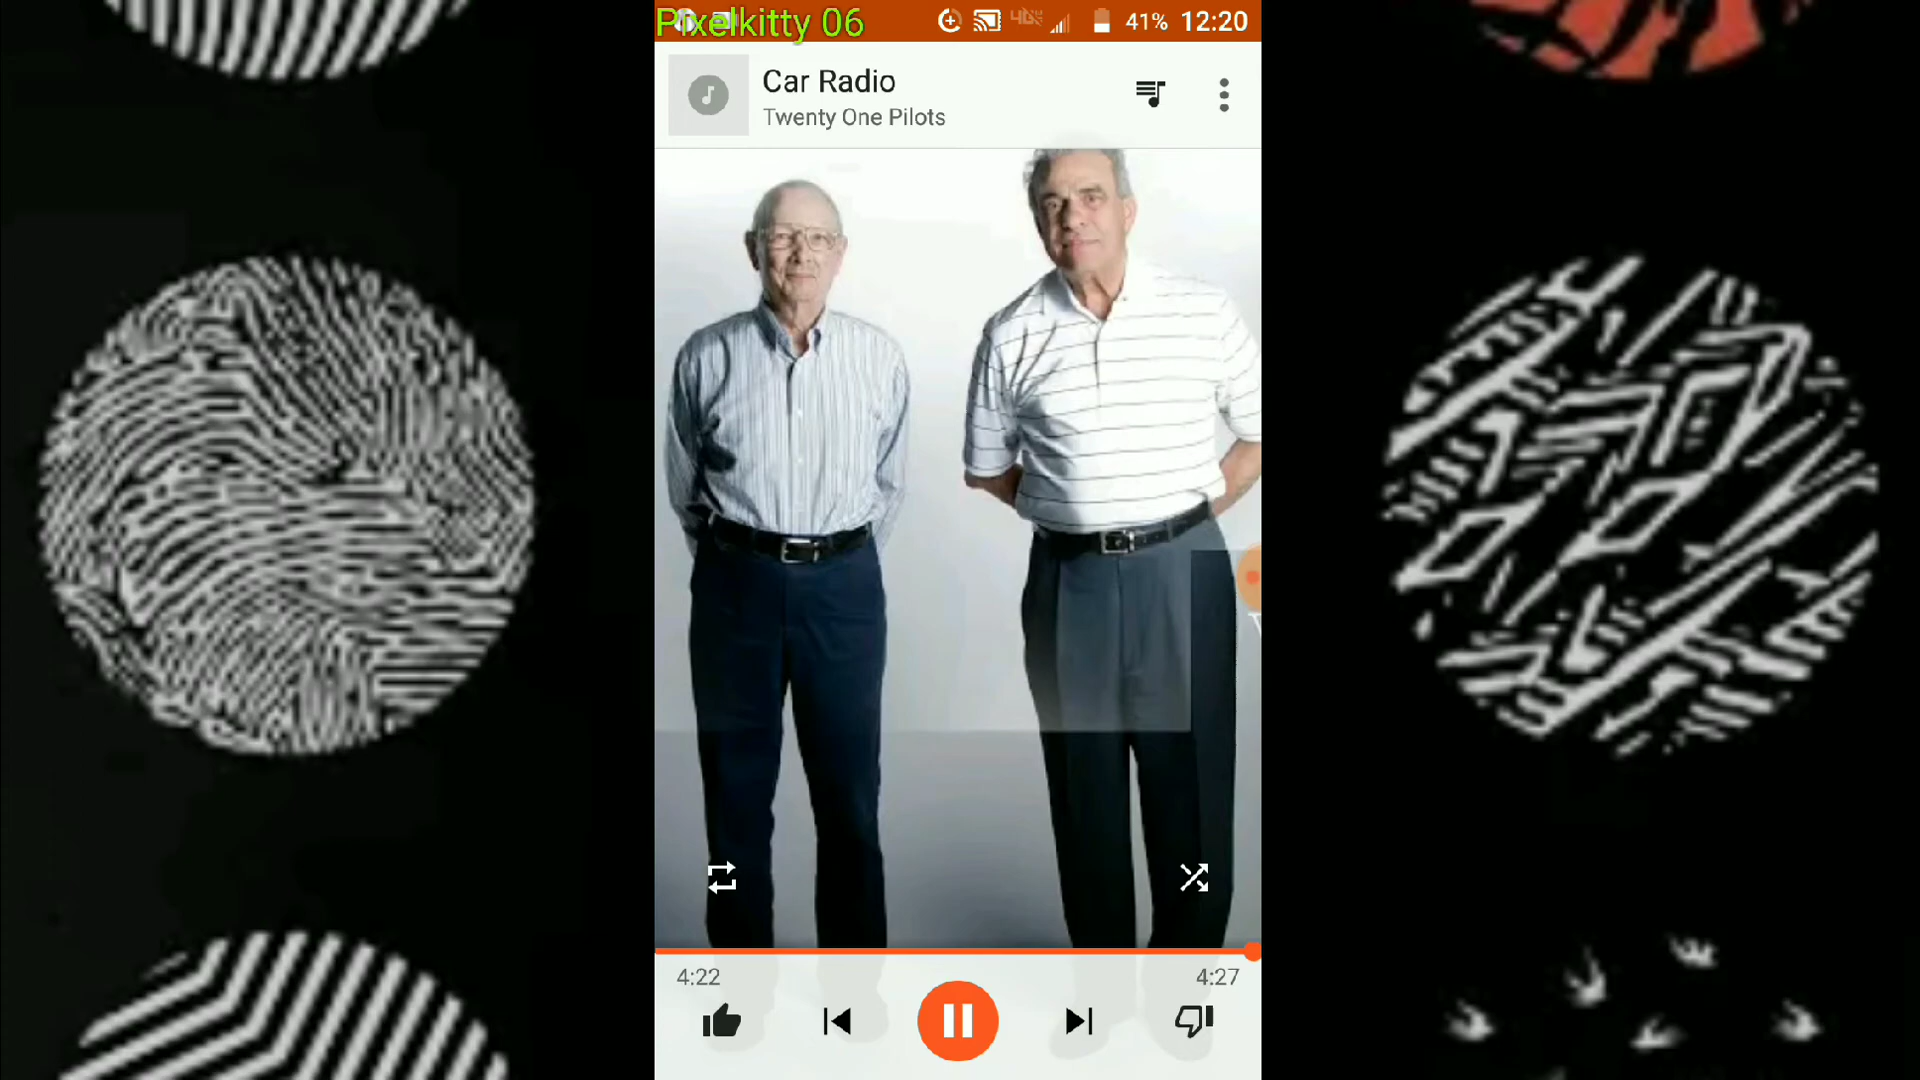 Pixelkitty 06
41% 12:20
Car Radio
Twenty One Pilots
4:22
4:27